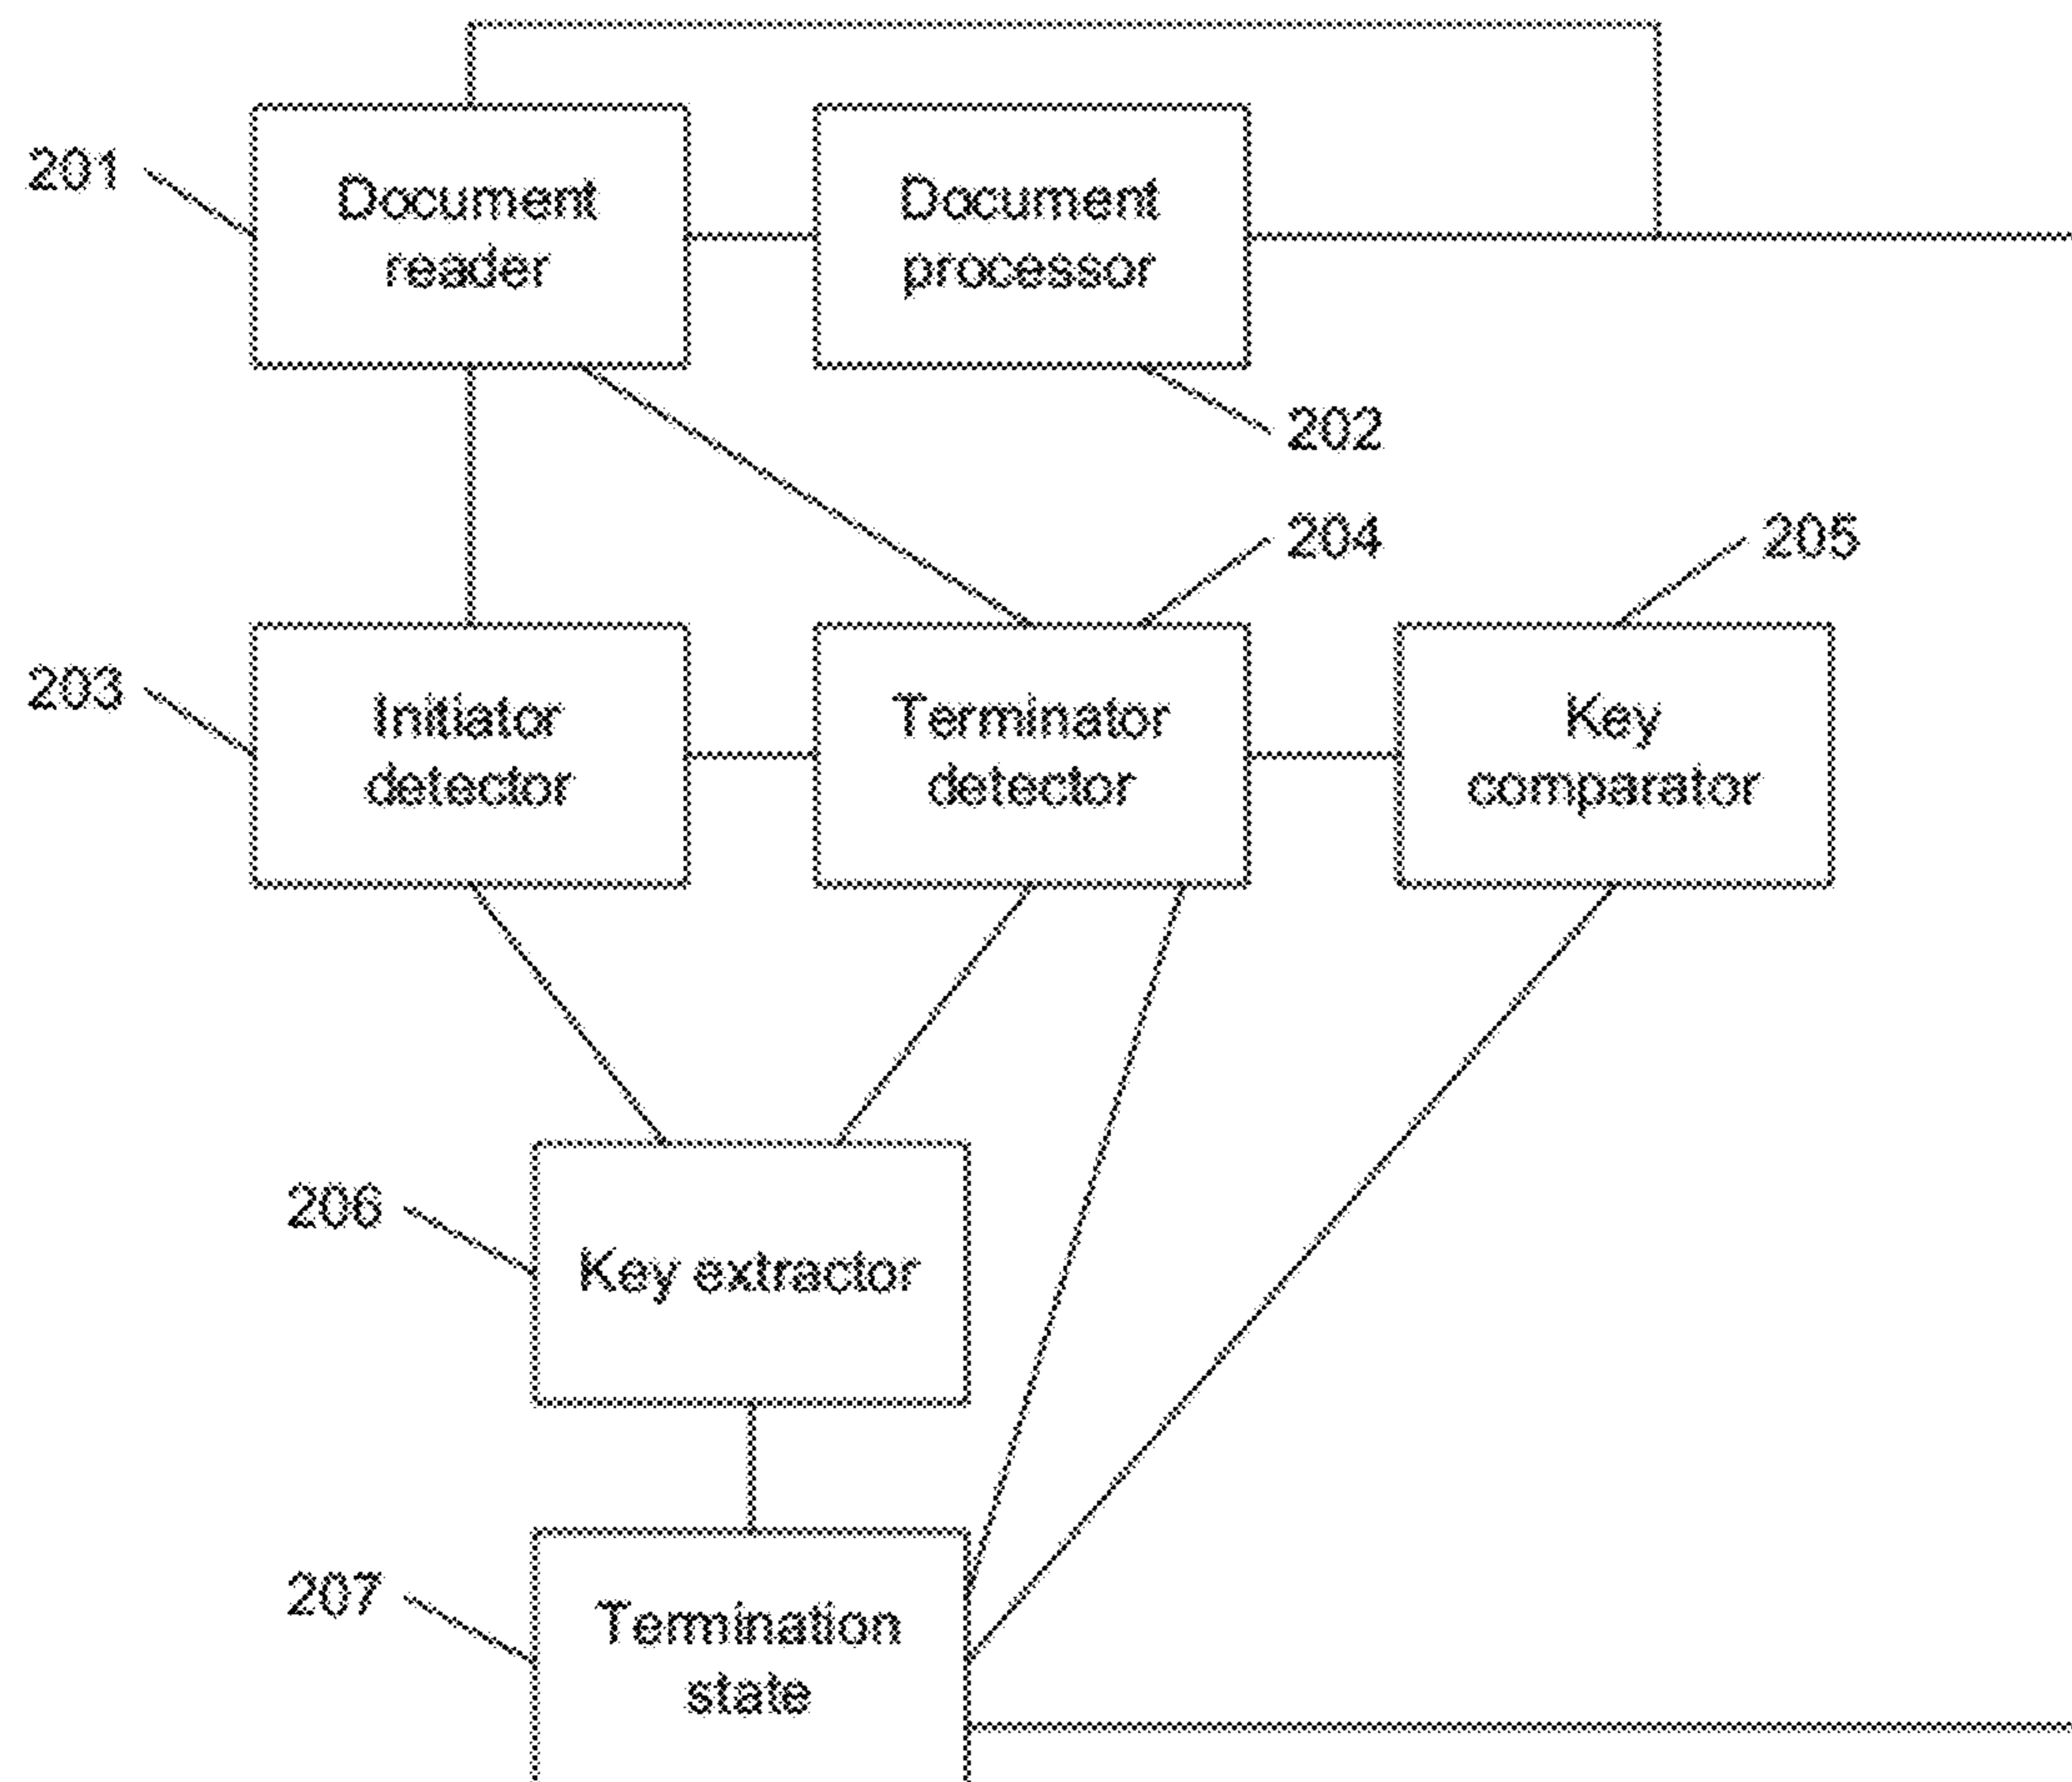 201
Document
reader
Document
processor
202
204
205
203
Initiator
detector
Terminator
detector
Key
comparator
206
Key extractor
207
Termination
state